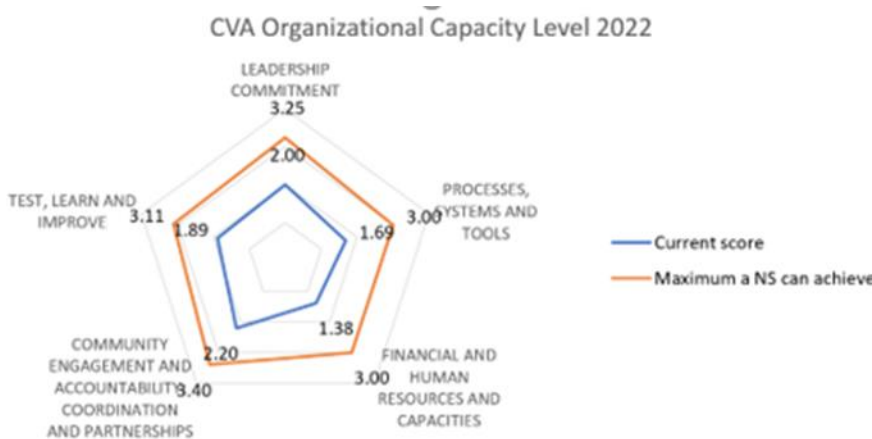 CVA Organizational Capacity Level 2022
LEADERSHIP
COMMITMENT
3.25
2.00
PROCESSES,
SYSTEMS AND
TOOLS
3.00
1.69
FINANCIAL AND
HUMAN
RESOURCES AND
CAPACITIES
3.00
1.38
COMMUNITY
ENGAGEMENT AND
ACCOUNTABILITY,
COORDINATION
AND PARTNERSHIPS
2.20
3.40
TEST, LEARN AND
IMPROVE
3.11
1.89
Current score
Maximum a NS can achieve